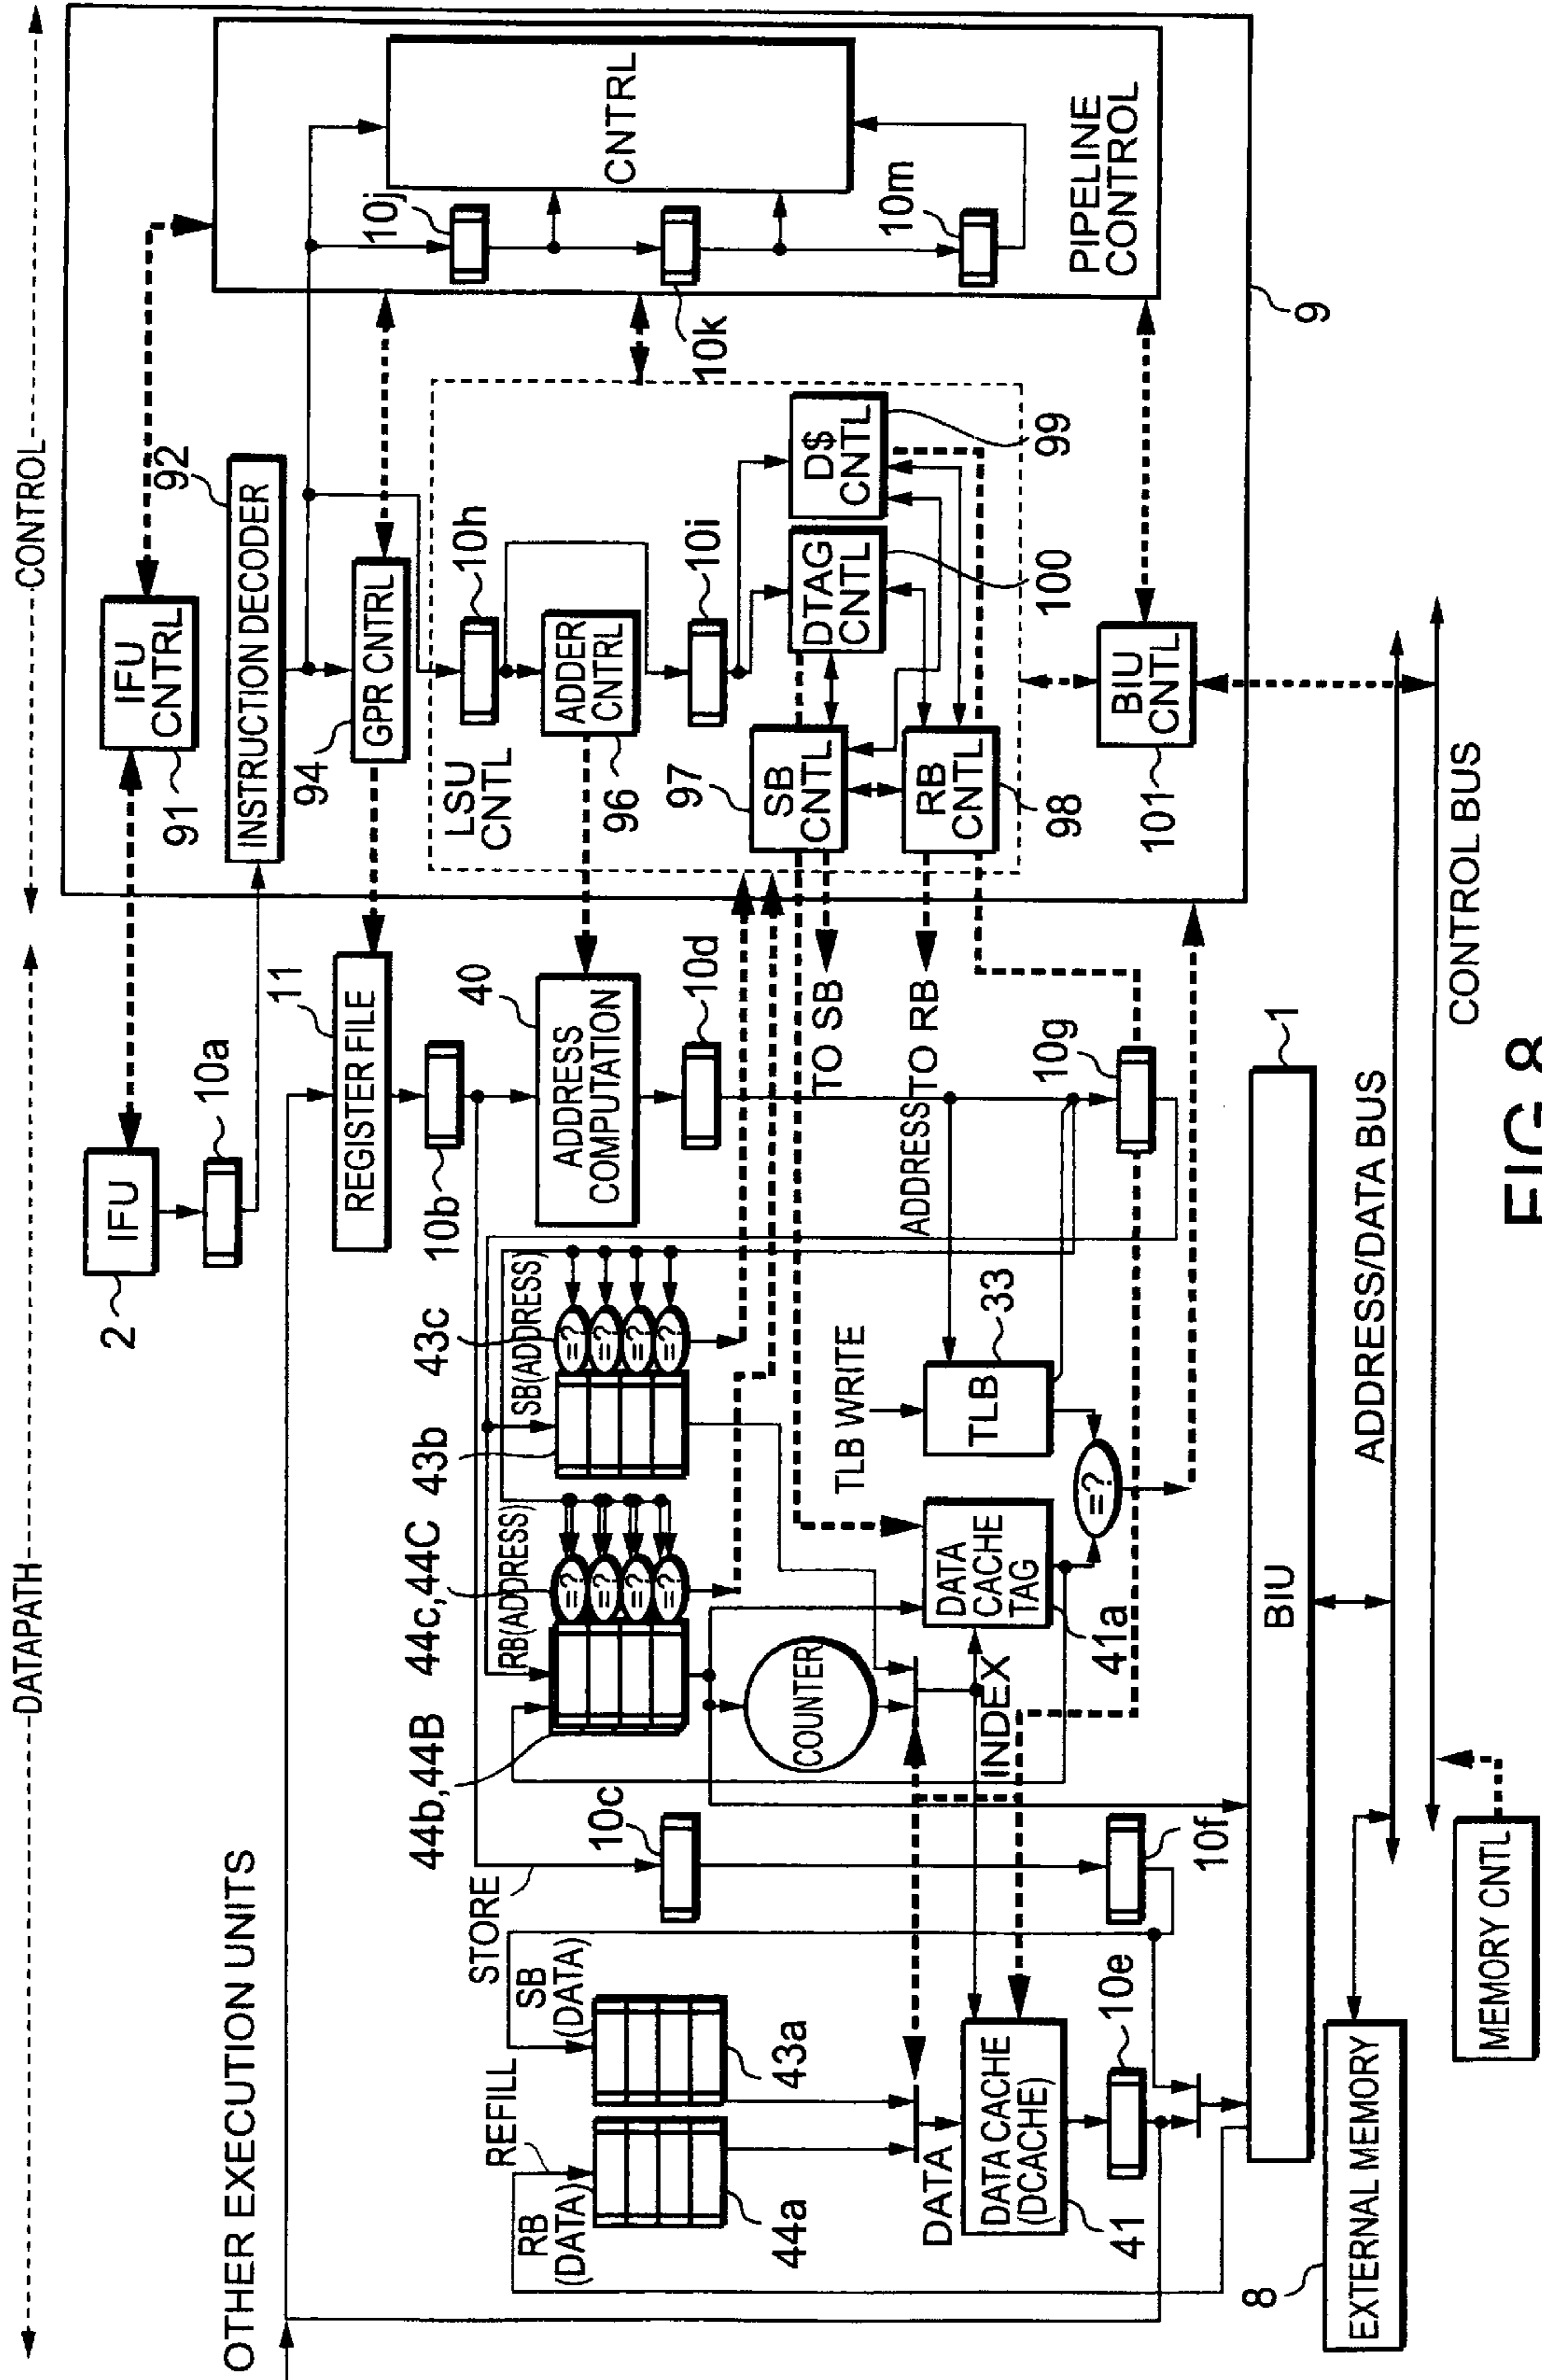 DATAPATH
CONTROL
OTHER EXECUTION UNITS
2
IFU
10a
IFU
CNTRL
91
INSTRUCTION DECODER
92
11
REGISTER FILE
94
GPR CNTRL
10b
10j
CNTRL
10k
10m
PIPELINE
CONTROL
STORE
REFILL
RB
(DATA)
SB
(DATA)
44a
43a
10c
44b,44B
44c,44C
RB(ADDRESS)
=?
=?
=?
=?
43b
43c
SB(ADDRESS)
=?
=?
=?
=?
40
ADDRESS
COMPUTATION
10d
LSU
CNTL
10h
ADDER
CNTRL
96
10i
97
SB
CNTL
DTAG
CNTL
D$
CNTL
99
100
RB
CNTL
98
TO SB
TO RB
COUNTER
TLB WRITE
ADDRESS
TLB
33
DATA
CACHE
TAG
41a
=?
INDEX
DATA
DATA CACHE
(DCACHE)
41
10e
10f
10g
BIU
CNTL
101
9
BIU
1
8
EXTERNAL MEMORY
ADDRESS/DATA BUS
MEMORY CNTL
CONTROL BUS
FIG.8